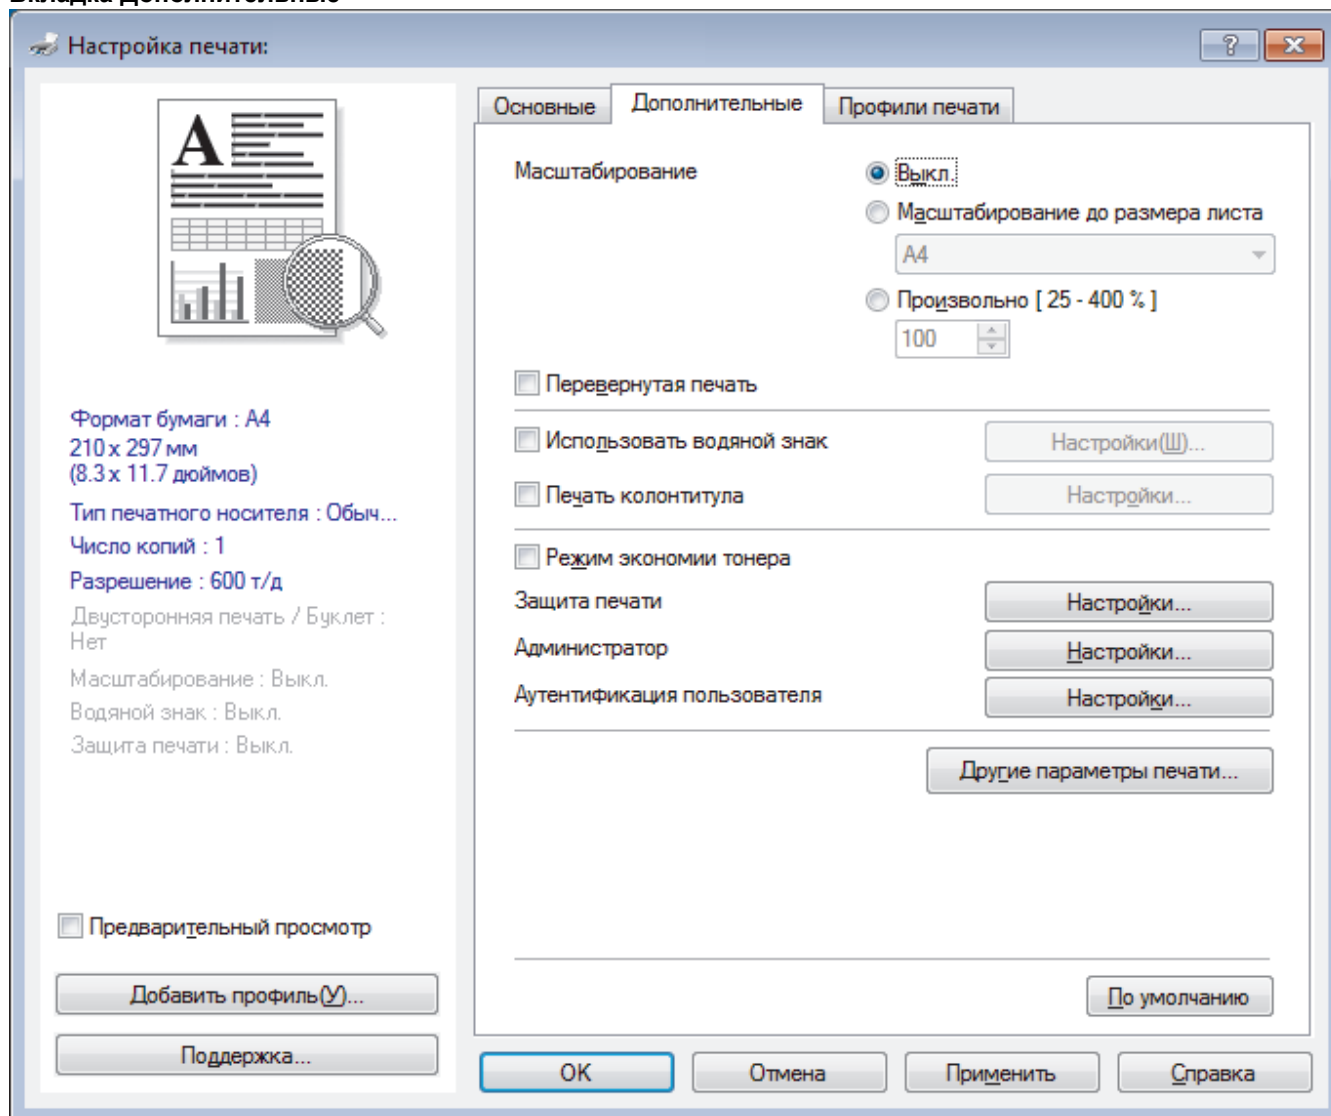 Вкладка Дополнительные
Настройка печати:
Основные
Дополнительные
Профили печати
A
Масштабирование
Выкл.
Масштабирование до размера листа
A4
Произвольно [ 25 - 400 % ]
100
Перевернутая печать
Использовать водяной знак
Настройки(Ш)...
Печать колонтитула
Настройки...
Режим экономии тонера
Защита печати
Настройки...
Администратор
Настройки...
Аутентификация пользователя
Настройки...
Другие параметры печати...
По умолчанию
Формат бумаги : A4
210 x 297 мм
(8.3 x 11.7 дюймов)
Тип печатного носителя : Обыч...
Число копий : 1
Разрешение : 600 т/д
Двусторонняя печать / Буклет :
Нет
Масштабирование : Выкл.
Водяной знак : Выкл.
Защита печати : Выкл.
Предварительный просмотр
Добавить профиль(У)...
Поддержка...
OK
Отмена
Применить
Справка